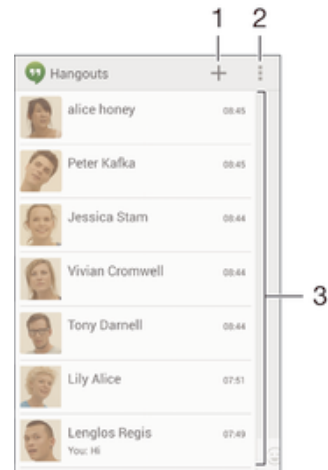 1 2
Hangouts
alice honey 08:45
Peter Kafka 08:45
Jessica Stam 08:44
Vivian Cromwell 08:44
3
Tony Darnell 08:44
Lily Alice 07:51
Lenglos Regis 07:49
You: Hi